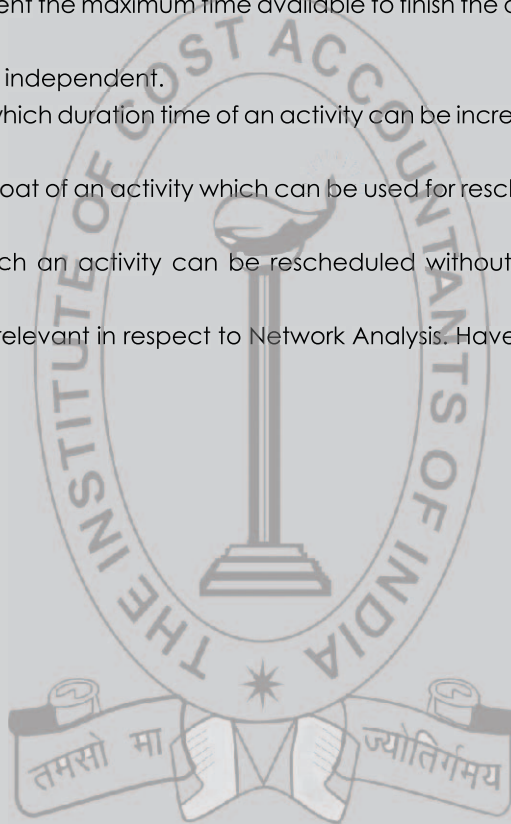 ent the maximum time available to finish the
independent.
which duration time of an activity can be incre
oat of an activity which can be used for resch
ch an activity can be rescheduled without
relevant in respect to Network Analysis. Have
THE INSTITUTE OF COST ACCOUNTANTS OF INDIA
तमसो मा ज्योतिर्गमय